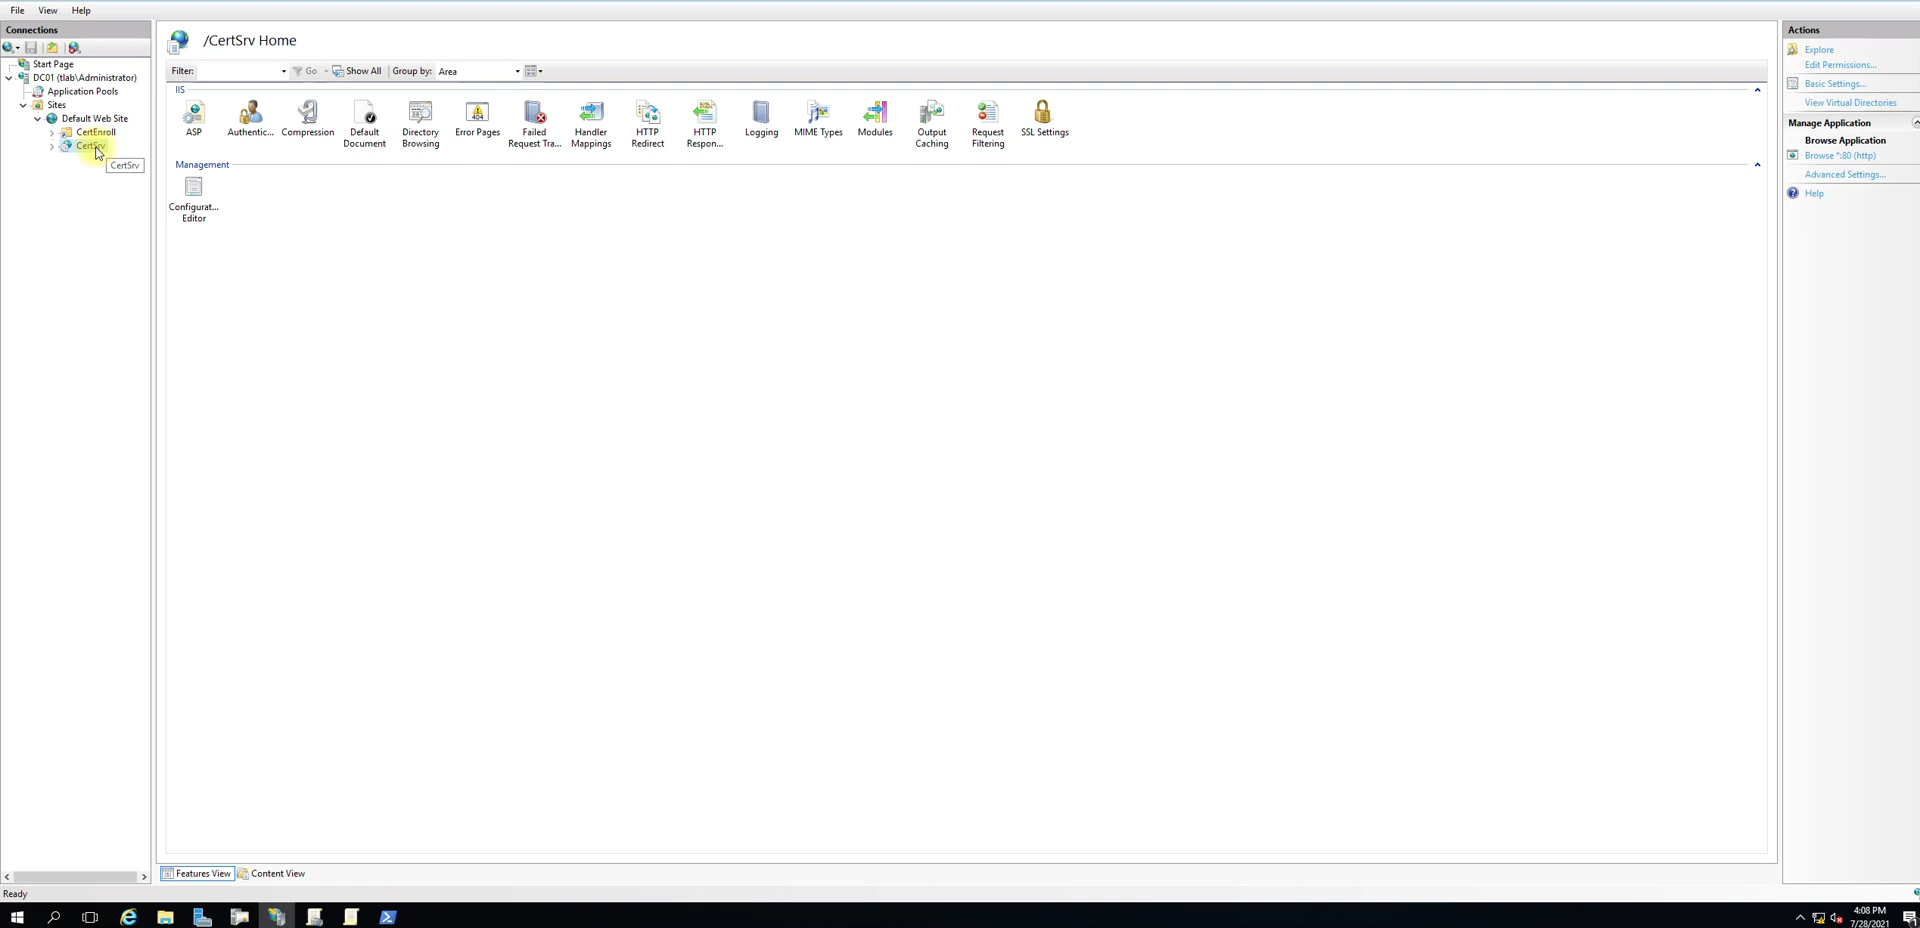 File View Help
Connections
Start Page
DC01 (tlab\Administrator)
Application Pools
Sites
Default Web Site
CertEnroll
CertSrv
CertSrv
/CertSrv Home
Filter: Go Show All Group by: Area
IIS
ASP Authentic... Compression Default Document Directory Browsing Error Pages Failed Request Tra... Handler Mappings HTTP Redirect HTTP Respon... Logging MIME Types Modules Output Caching Request Filtering SSL Settings
Management
Configurat...
Editor
Features View Content View
Actions
Explore
Edit Permissions...
Basic Settings...
View Virtual Directories
Manage Application
Browse Application
Browse *:80 (http)
Advanced Settings...
Help
Ready
4:08 PM
7/28/2021